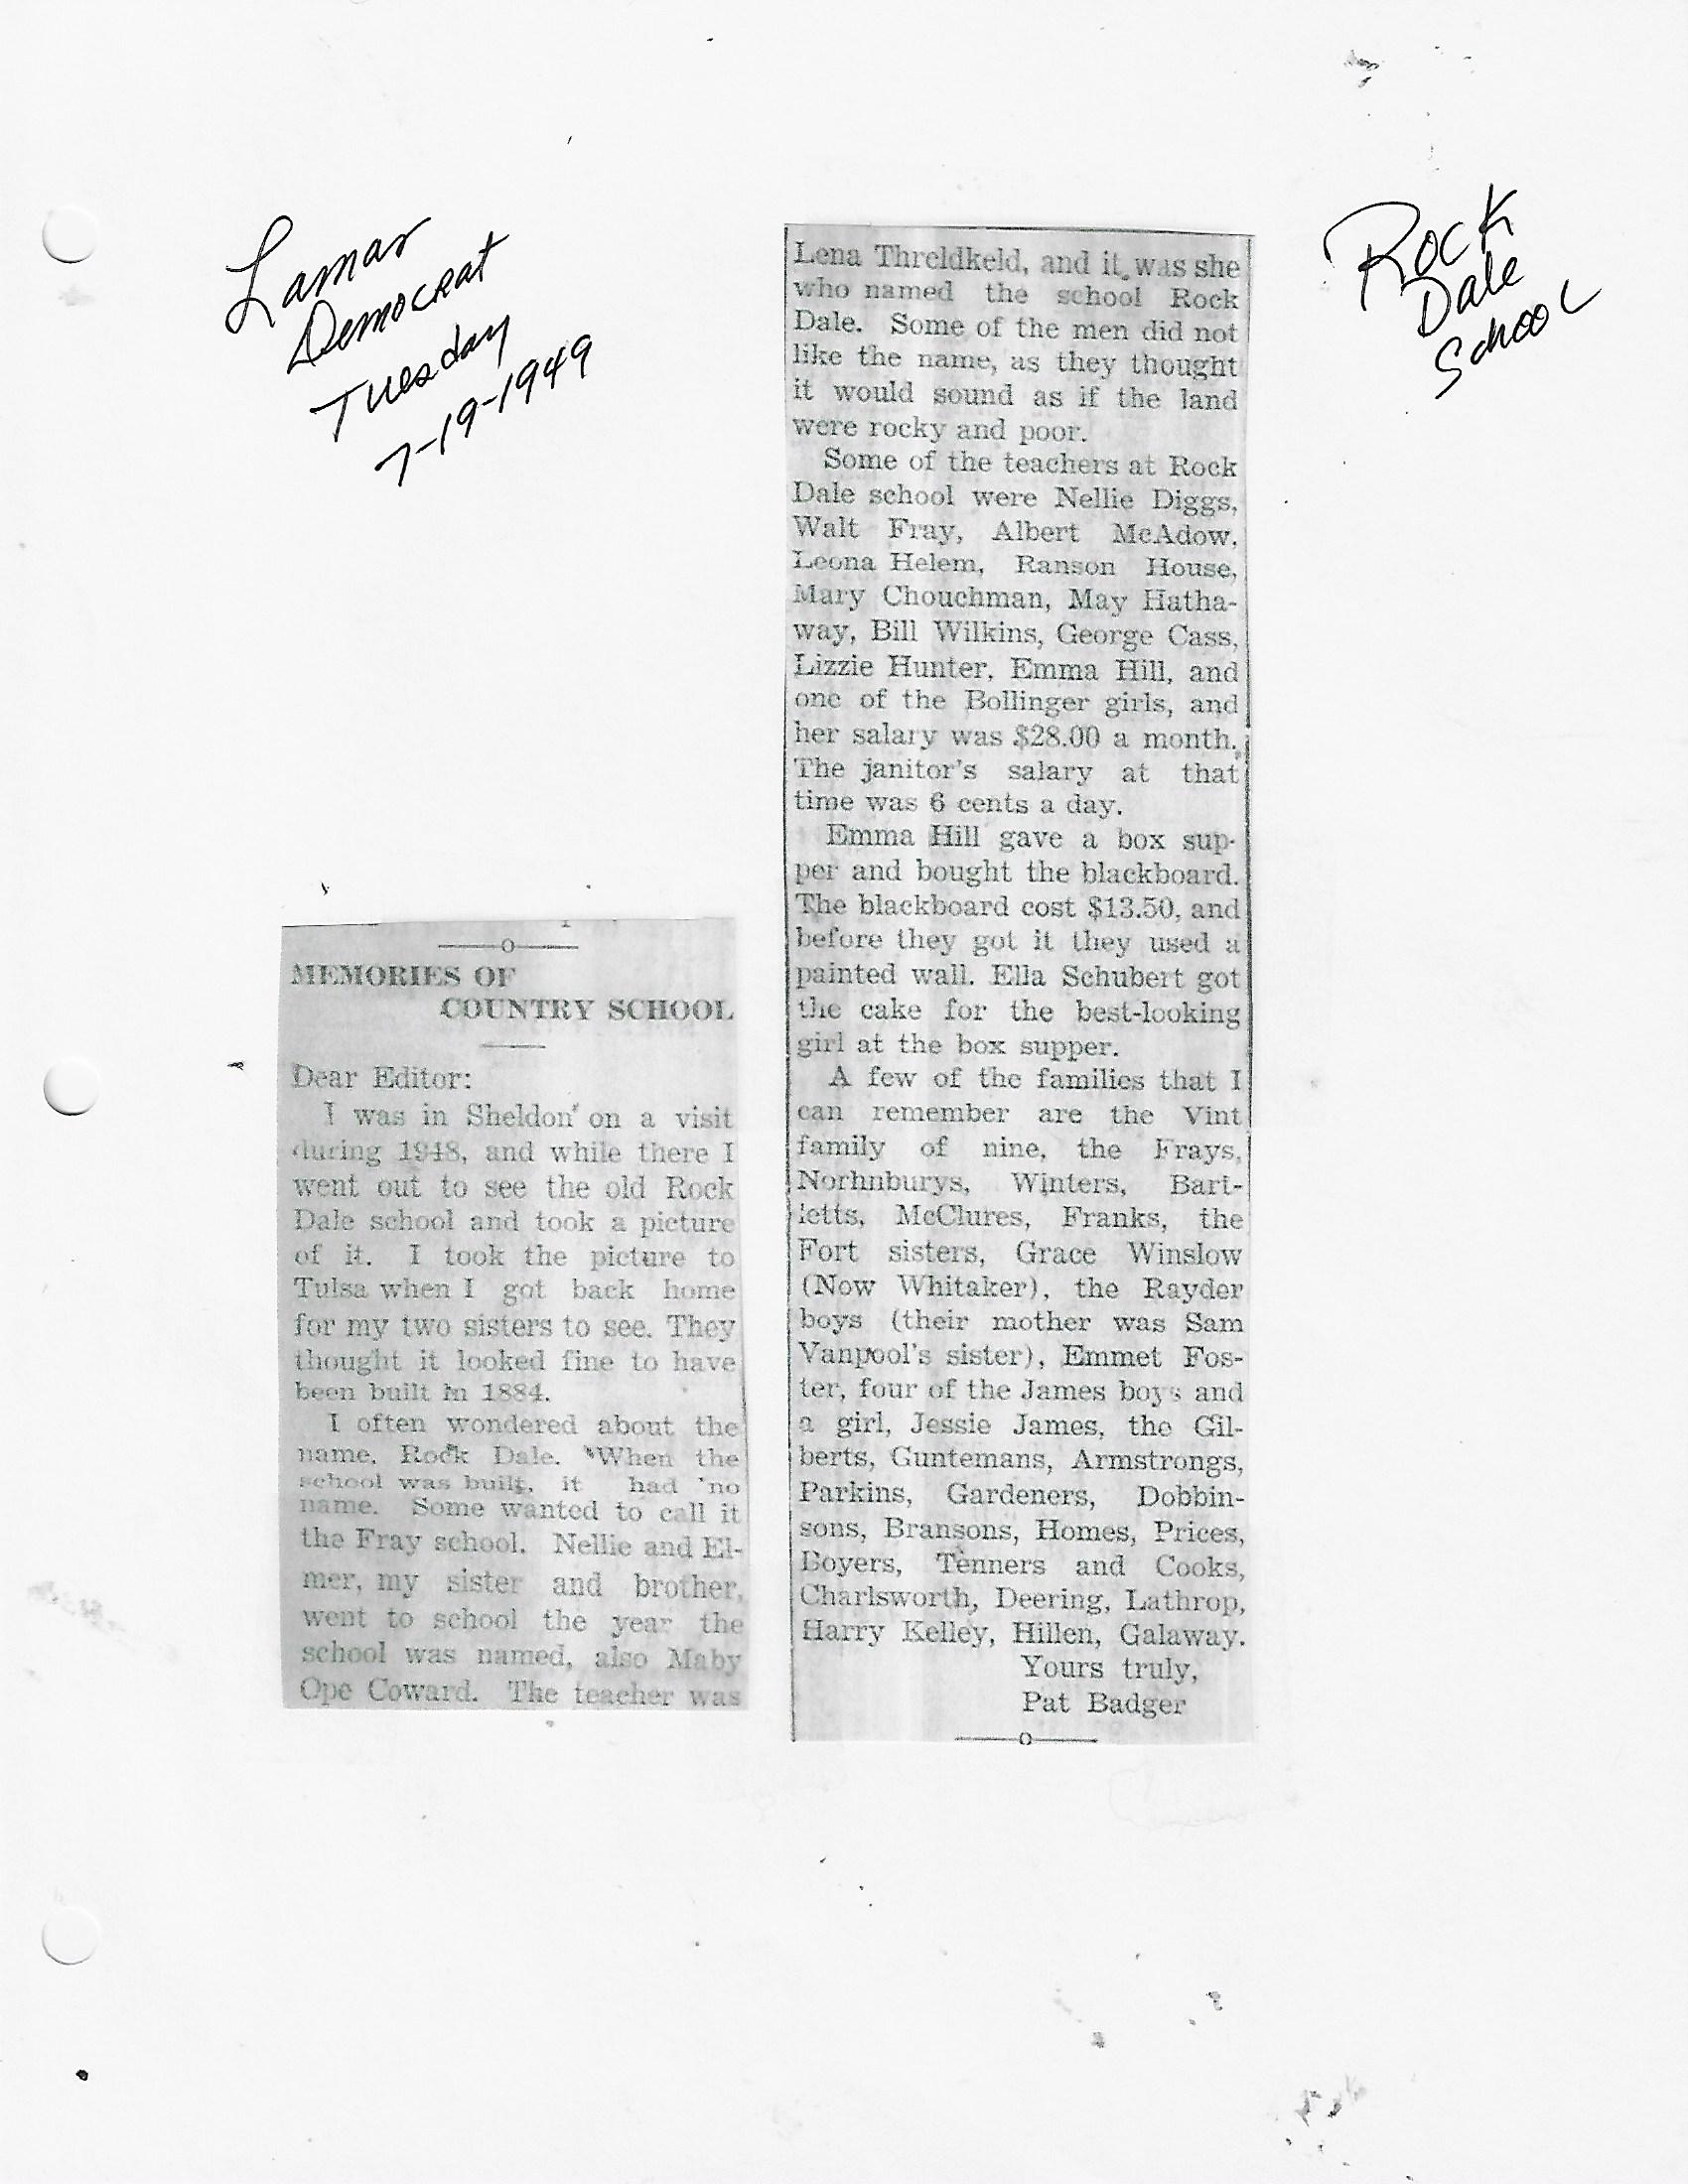 Lamar
Democrat
Tuesday
7-19-1949
Rock
Dale
School
MEMORIES OF
COUNTRY SCHOOL
Dear Editor:
I was in Sheldon on a visit
during 1948, and while there I
went out to see the old Rock
Dale school and took a picture
of it. I took the picture to
Tulsa when I got back home
for my two sisters to see. They
thought it looked fine to have
been built in 1884.
I often wondered about the
name, Rock Dale. When the
school was built, it had no
name. Some wanted to call it
the Fray school. Nellie and El-
mer, my sister and brother,
went to school the year the
school was named, also Maby
Ope Coward. The teacher was
Lena Threldkeld, and it was she
who named the school Rock
Dale. Some of the men did not
like the name, as they thought
it would sound as if the land
were rocky and poor.
Some of the teachers at Rock
Dale school were Nellie Diggs,
Walt Fray, Albert McAdow,
Leona Helem, Ranson House,
Mary Chouchman, May Hatha-
way, Bill Wilkins, George Cass,
Lizzie Hunter, Emma Hill, and
one of the Bollinger girls, and
her salary was $28.00 a month.
The janitor's salary at that
time was 6 cents a day.
Emma Hill gave a box sup-
per and bought the blackboard.
The blackboard cost $13.50, and
before they got it they used a
painted wall. Ella Schubert got
the cake for the best-looking
girl at the box supper.
A few of the families that I
can remember are the Vint
family of nine, the Frays,
Norhnburys, Winters, Bart-
letts, McClures, Franks, the
Fort sisters, Grace Winslow
(Now Whitaker), the Rayder
boys (their mother was Sam
Vanpool's sister), Emmet Fos-
ter, four of the James boys and
a girl, Jessie James, the Gil-
berts, Guntemans, Armstrongs,
Parkins, Gardeners, Dobbin-
sons, Bransons, Homes, Prices,
Boyers, Tenners and Cooks,
Charlsworth, Deering, Lathrop,
Harry Kelley, Hillen, Galaway.
Yours truly,
Pat Badger